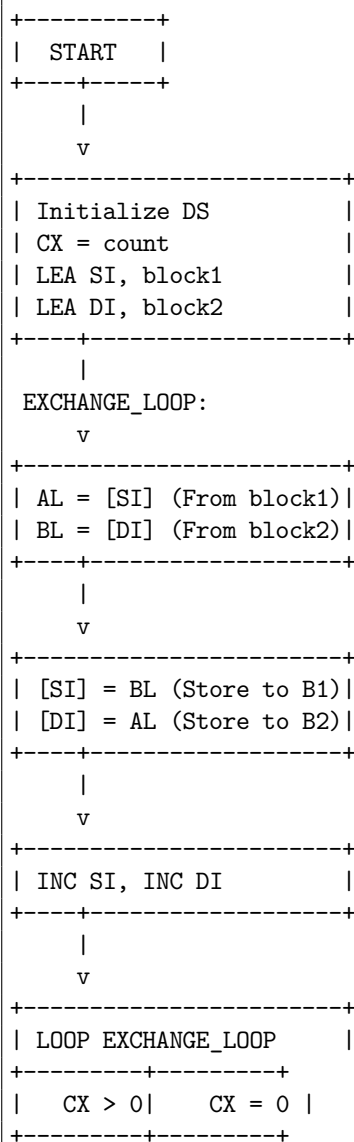 START
Initialize DS
CX = count
LEA SI, block1
LEA DI, block2
EXCHANGE_LOOP:
v
AL = [SI] (From block1)
BL = [DI] (From block2)
v
[SI] = BL (Store to B1)
[DI] = AL (Store to B2)
v
INC SI, INC DI
v
LOOP EXCHANGE_LOOP
CX > 0| CX = 0